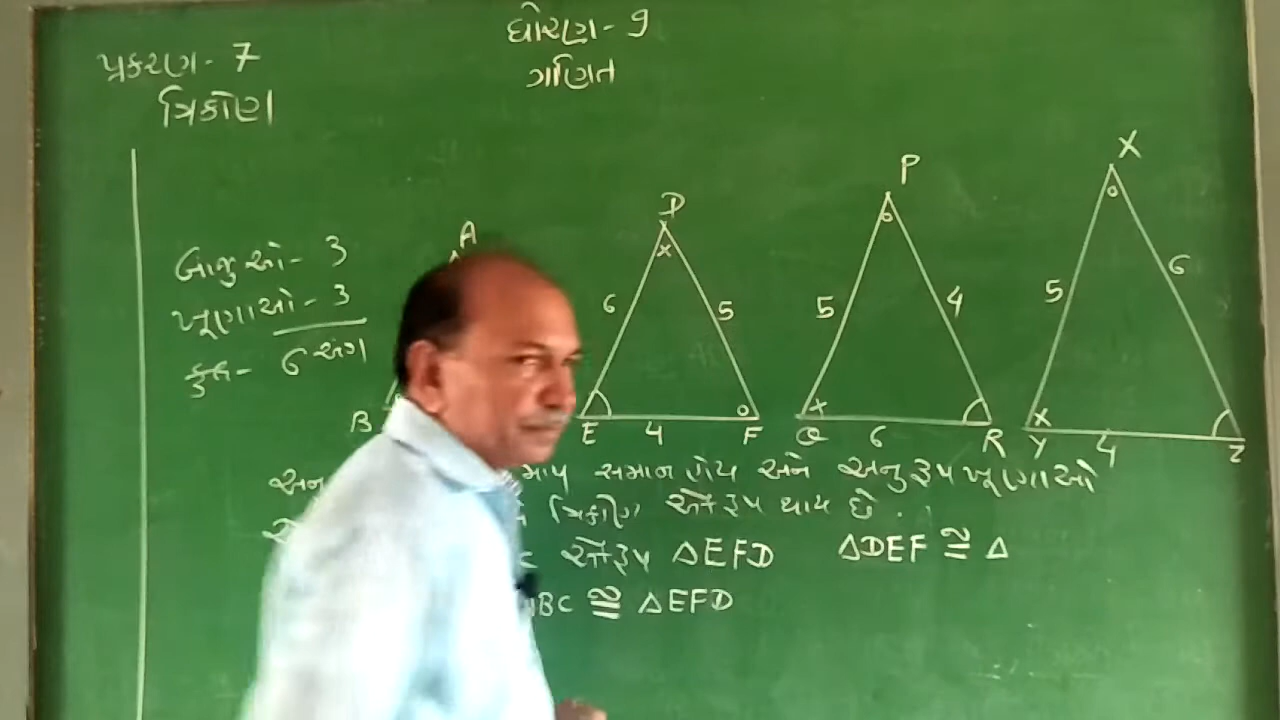 ધોરણ - 9
ગણિત
પ્રકરણ - 7
ત્રિકોણ
બાજુઓ - 3
ખૂણાઓ - 3
કુલ - 6 અંગ
A
B
D
6
5
E
4
F
P
5
4
Q
6
R
X
5
6
Y
4
Z
માપ સમાન હોય અને અનુરૂપ ખૂણાઓ
ત્રિકોણ એકરૂપ થાય છે.
C એકરૂપ △EFD
△DEF ≅ △
BC ≅ △EFD